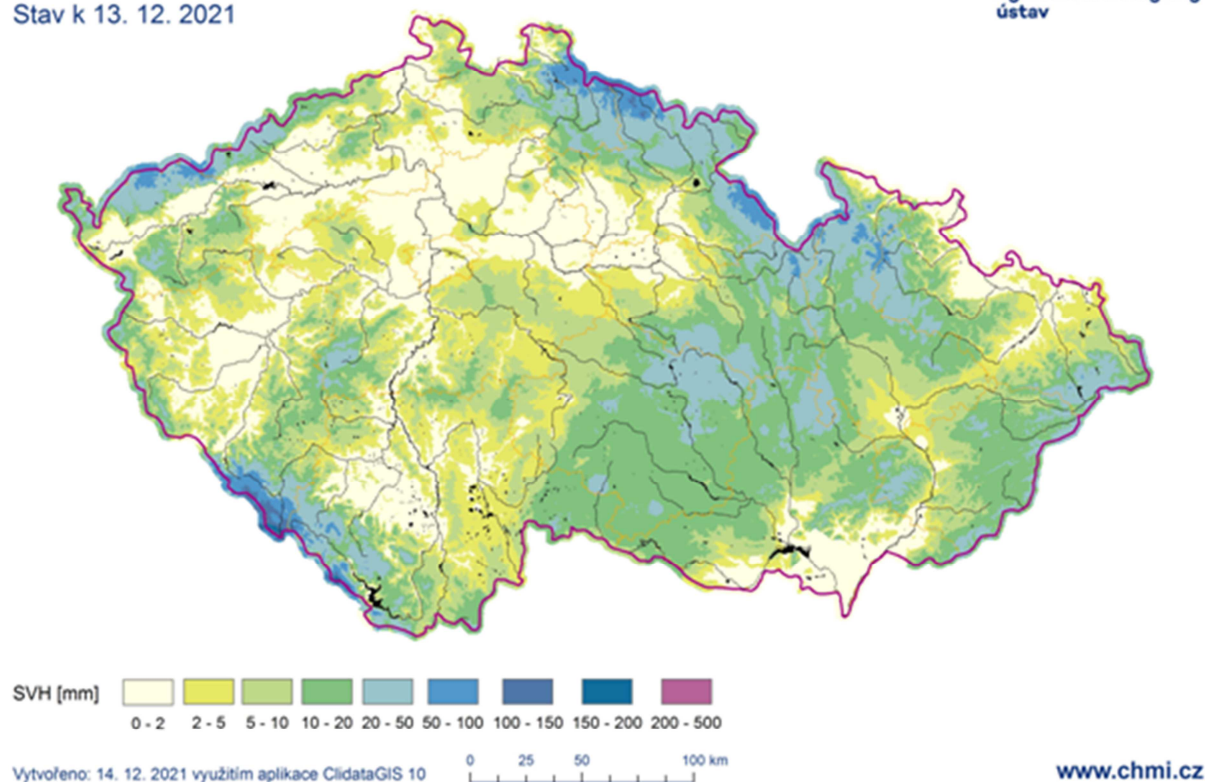 Stav k 13. 12. 2021
ústav
SVH [mm]
0 - 2 2 - 5 5 - 10 10 - 20 20 - 50 50 - 100 100 - 150 150 - 200 200 - 500
0 25 50 100 km
Vytvořeno: 14. 12. 2021 využitím aplikace ClidataGIS 10
www.chmi.cz